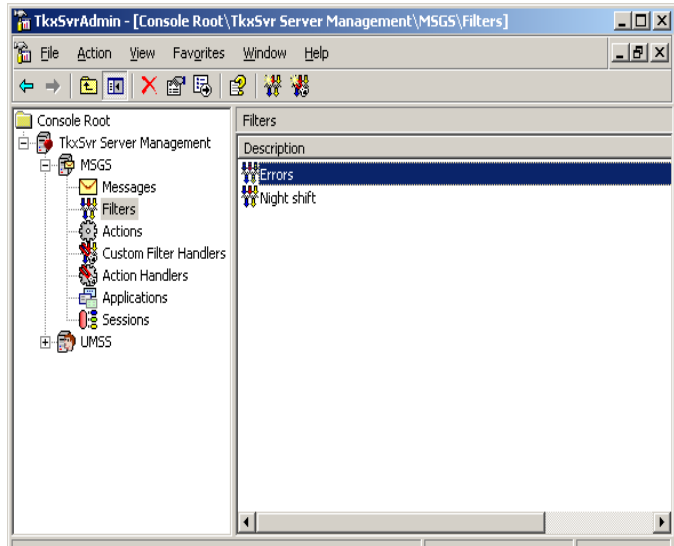 TkxSvrAdmin - [Console Root\TkxSvr Server Management\MSGS\Filters]
File Action View Favorites Window Help
Console Root
TkxSvr Server Management
MSGS
Messages
Filters
Actions
Custom Filter Handlers
Action Handlers
Applications
Sessions
UMSS
Filters
Description
Errors
Night shift